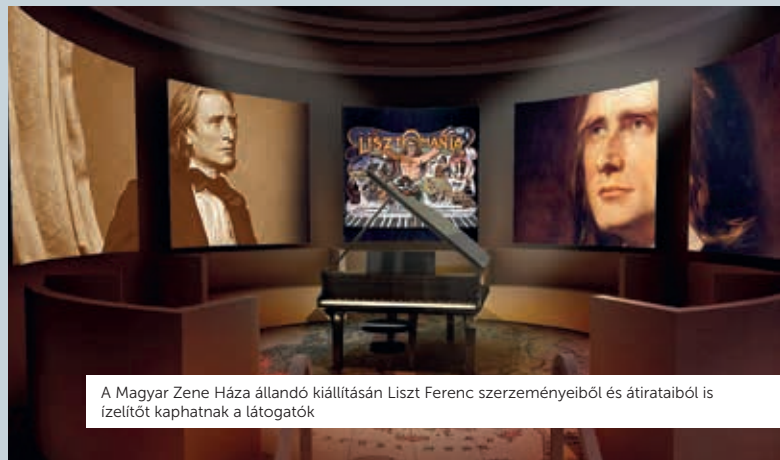 LISZTOMANIA
A Magyar Zene Háza állandó kiállításán Liszt Ferenc szerzeményeiből és átirataiból is
ízelítőt kaphatnak a látogatók